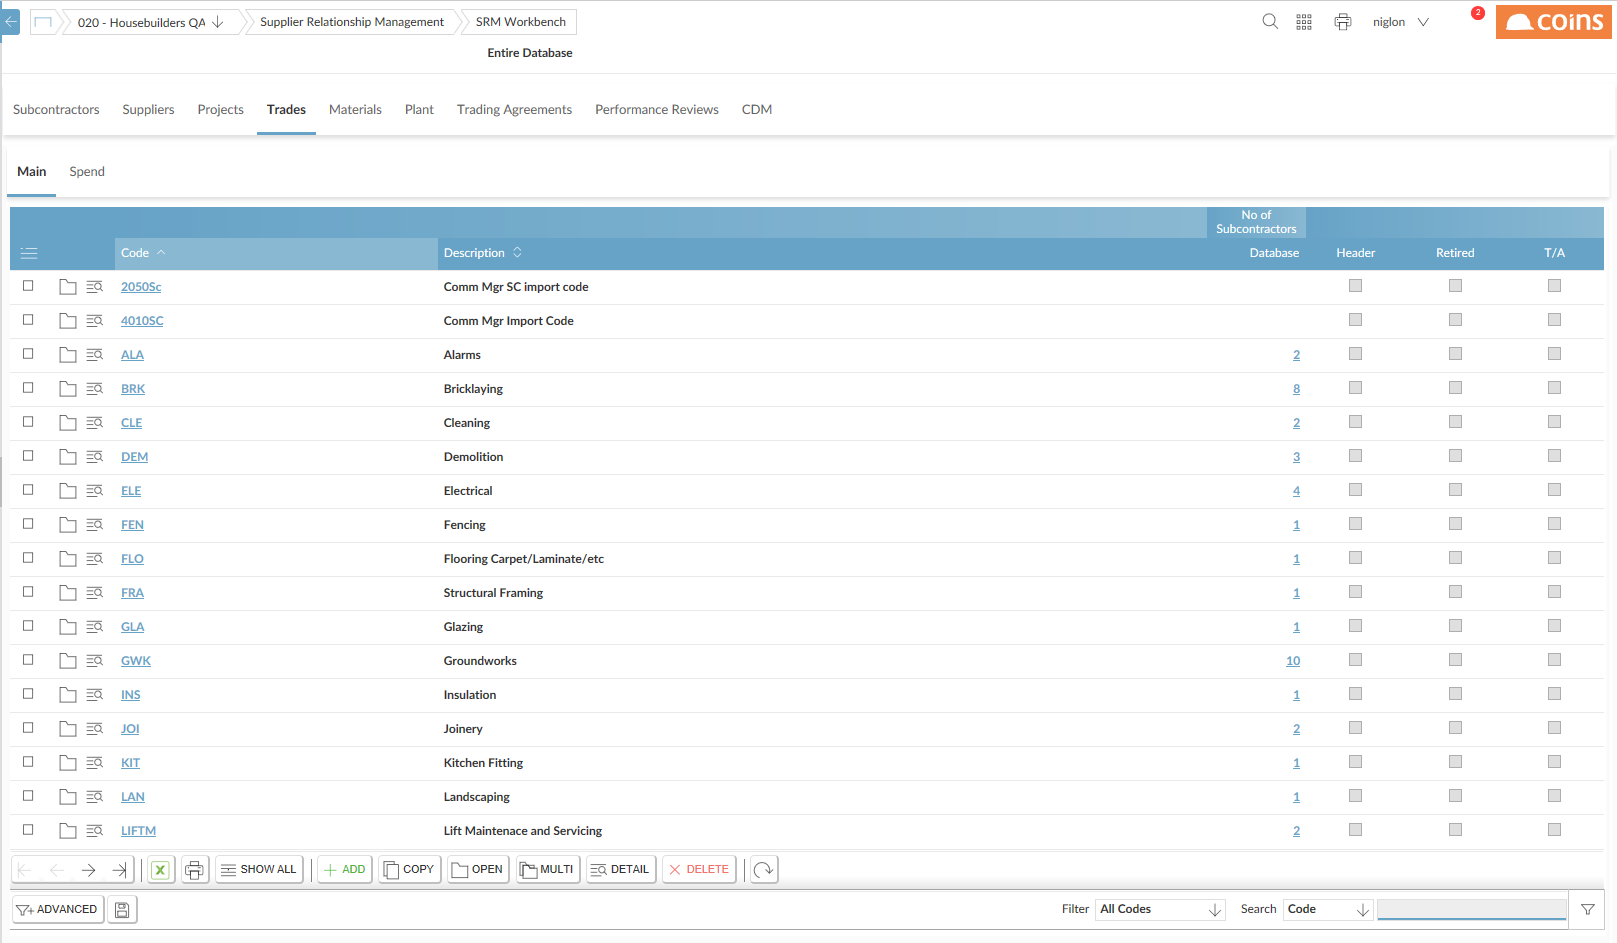 020 - Housebuilders QA
Supplier Relationship Management
SRM Workbench
niglon
2
coins
Entire Database
Subcontractors Suppliers Projects Trades Materials Plant Trading Agreements Performance Reviews CDM
Main Spend
No of
Subcontractors
Code Description Database Header Retired T/A
2050Sc Comm Mgr SC import code
4010SC Comm Mgr Import Code
ALA Alarms 2
BRK Bricklaying 8
CLE Cleaning 2
DEM Demolition 3
ELE Electrical 4
FEN Fencing 1
FLO Flooring Carpet/Laminate/etc 1
FRA Structural Framing 1
GLA Glazing 1
GWK Groundworks 10
INS Insulation 1
JOI Joinery 2
KIT Kitchen Fitting 1
LAN Landscaping 1
LIFTM Lift Maintenace and Servicing 2
SHOW ALL ADD COPY OPEN MULTI DETAIL DELETE
ADVANCED Filter All Codes Search Code